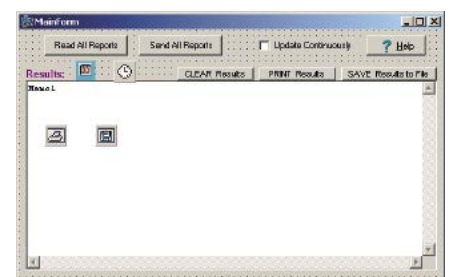 MainForm
Read All Reports Send All Reports Update Continuously ? Help
Results: CLEAR Results PRINT Results SAVE Results to File
Memo1